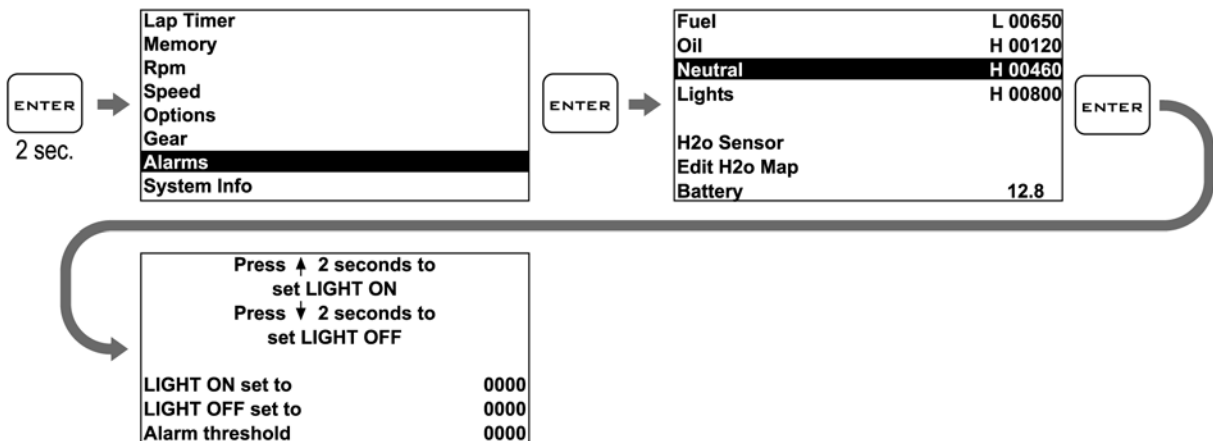 ENTER
2 sec.
Lap Timer
Memory
Rpm
Speed
Options
Gear
Alarms
System Info
ENTER
Fuel L 00650
Oil H 00120
Neutral H 00460
Lights H 00800
H2o Sensor
Edit H2o Map
Battery 12.8
ENTER
Press ↑ 2 seconds to
set LIGHT ON
Press ↓ 2 seconds to
set LIGHT OFF
LIGHT ON set to 0000
LIGHT OFF set to 0000
Alarm threshold 0000